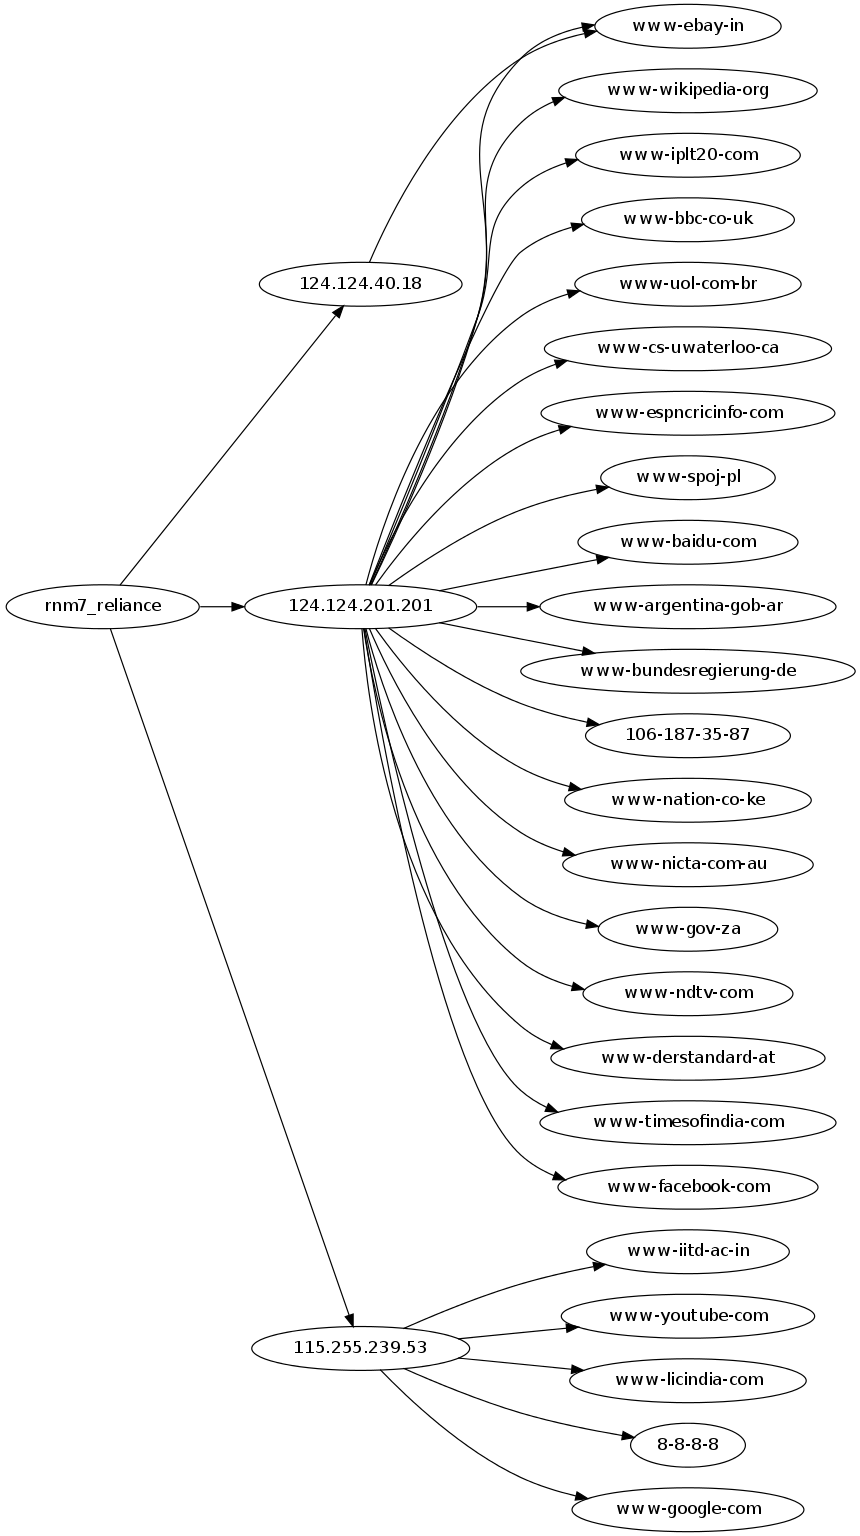 www-ebay-in
www-wikipedia-org
www-iplt20-com
www-bbc-co-uk
124.124.40.18
www-uol-com-br
www-cs-uwaterloo-ca
www-espncricinfo-com
www-spoj-pl
www-baidu-com
rnm7_reliance
124.124.201.201
www-argentina-gob-ar
www-bundesregierung-de
106-187-35-87
www-nation-co-ke
www-nicta-com-au
www-gov-za
www-ndtv-com
www-derstandard-at
www-timesofindia-com
www-facebook-com
www-iitd-ac-in
www-youtube-com
115.255.239.53
www-licindia-com
8-8-8-8
www-google-com